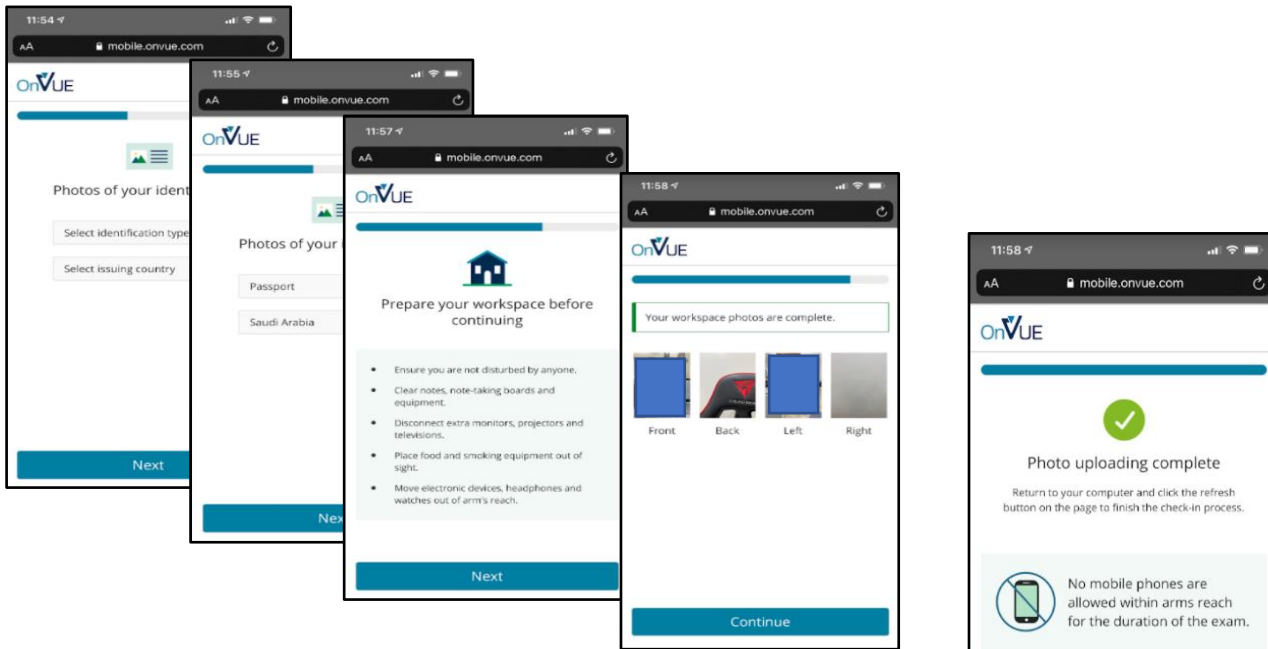 11:54
AA mobile.onvue.com
OnVUE
Photos of your ident
Select identification type
Select issuing country
Next
11:55
AA mobile.onvue.com
OnVUE
Photos of your
Passport
Saudi Arabia
Nex
11:57
AA mobile.onvue.com
OnVUE
Prepare your workspace before
continuing
• Ensure you are not disturbed by anyone.
• Clear notes, note-taking boards and
equipment.
• Disconnect extra monitors, projectors and
televisions.
• Place food and smoking equipment out of
sight.
• Move electronic devices, headphones and
watches out of arm's reach.
Next
11:58
AA mobile.onvue.com
OnVUE
Your workspace photos are complete.
Front Back Left Right
Continue
11:58
AA mobile.onvue.com
OnVUE
Photo uploading complete
Return to your computer and click the refresh
button on the page to finish the check-in process.
No mobile phones are
allowed within arms reach
for the duration of the exam.